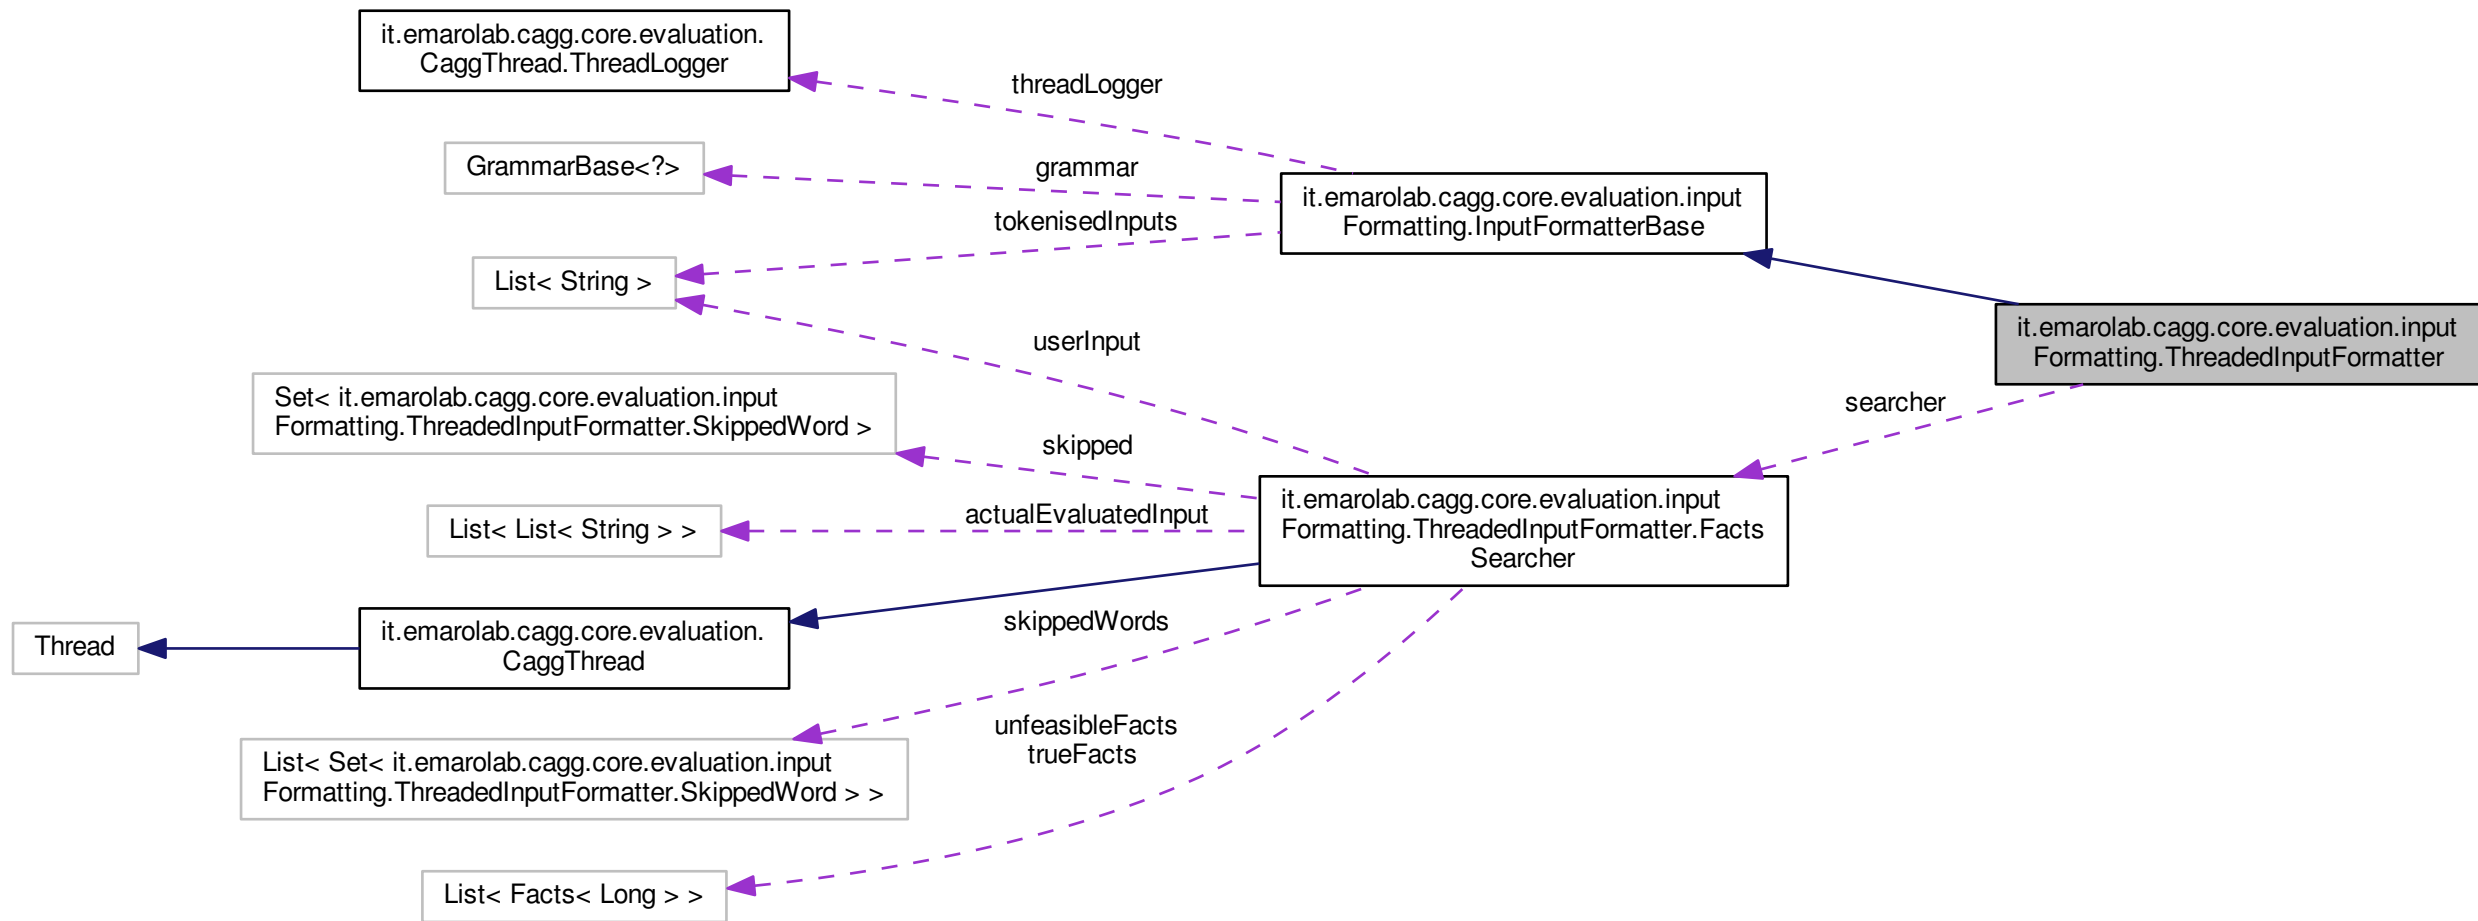 it.emarolab.cagg.core.evaluation.
CaggThread.ThreadLogger
threadLogger
GrammarBase<?>
grammar
it.emarolab.cagg.core.evaluation.input
Formatting.InputFormatterBase
tokenisedInputs
List< String >
it.emarolab.cagg.core.evaluation.input
Formatting.ThreadedInputFormatter
userInput
Set< it.emarolab.cagg.core.evaluation.input
Formatting.ThreadedInputFormatter.SkippedWord >
searcher
skipped
it.emarolab.cagg.core.evaluation.input
Formatting.ThreadedInputFormatter.Facts
Searcher
actualEvaluatedInput
List< List< String > >
Thread
it.emarolab.cagg.core.evaluation.
CaggThread
skippedWords
unfeasibleFacts
trueFacts
List< Set< it.emarolab.cagg.core.evaluation.input
Formatting.ThreadedInputFormatter.SkippedWord > >
List< Facts< Long > >